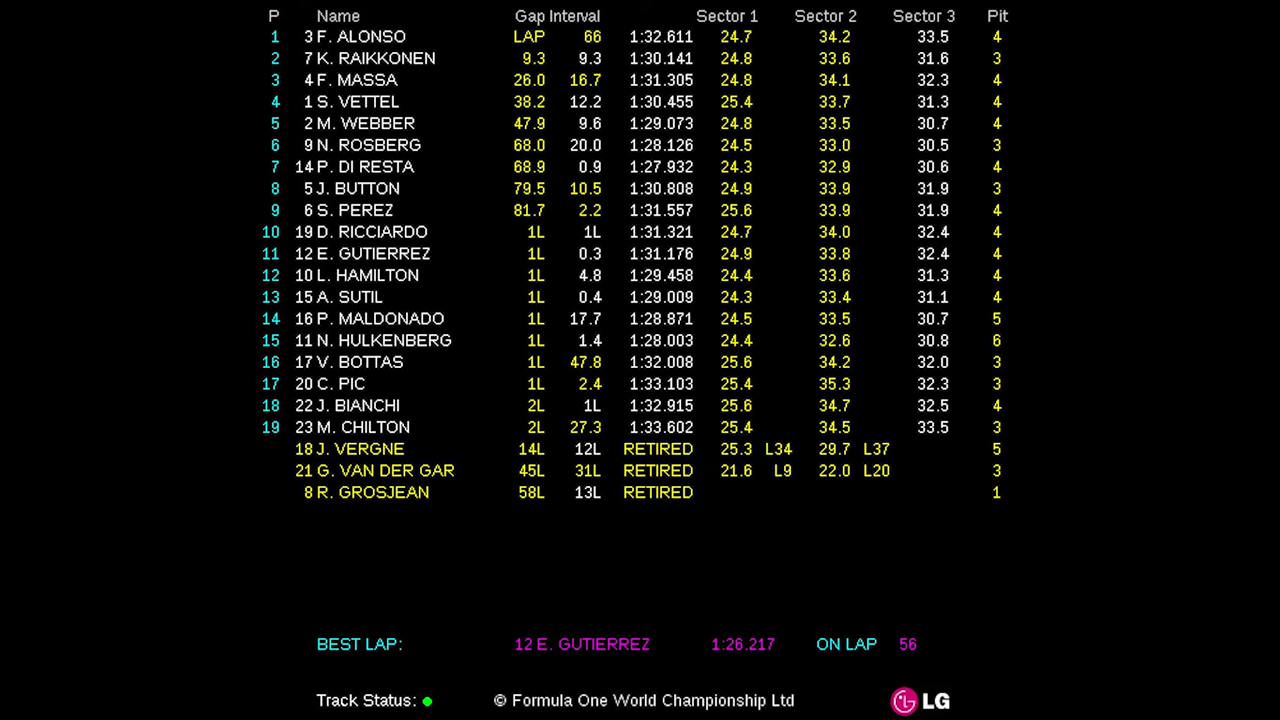 P Name Gap Interval Sector 1 Sector 2 Sector 3 Pit
1 3 F. ALONSO LAP 66 1:32.611 24.7 34.2 33.5 4
2 7 K. RAIKKONEN 9.3 9.3 1:30.141 24.8 33.6 31.6 3
3 4 F. MASSA 26.0 16.7 1:31.305 24.8 34.1 32.3 4
4 1 S. VETTEL 38.2 12.2 1:30.455 25.4 33.7 31.3 4
5 2 M. WEBBER 47.9 9.6 1:29.073 24.8 33.5 30.7 4
6 9 N. ROSBERG 68.0 20.0 1:28.126 24.5 33.0 30.5 3
7 14 P. DI RESTA 68.9 0.9 1:27.932 24.3 32.9 30.6 4
8 5 J. BUTTON 79.5 10.5 1:30.808 24.9 33.9 31.9 3
9 6 S. PEREZ 81.7 2.2 1:31.557 25.6 33.9 31.9 4
10 19 D. RICCIARDO 1L 1L 1:31.321 24.7 34.0 32.4 4
11 12 E. GUTIERREZ 1L 0.3 1:31.176 24.9 33.8 32.4 4
12 10 L. HAMILTON 1L 4.8 1:29.458 24.4 33.6 31.3 4
13 15 A. SUTIL 1L 0.4 1:29.009 24.3 33.4 31.1 4
14 16 P. MALDONADO 1L 17.7 1:28.871 24.5 33.5 30.7 5
15 11 N. HULKENBERG 1L 1.4 1:28.003 24.4 32.6 30.8 6
16 17 V. BOTTAS 1L 47.8 1:32.008 25.6 34.2 32.0 3
17 20 C. PIC 1L 2.4 1:33.103 25.4 35.3 32.3 3
18 22 J. BIANCHI 2L 1L 1:32.915 25.6 34.7 32.5 4
19 23 M. CHILTON 2L 27.3 1:33.602 25.4 34.5 33.5 3
18 J. VERGNE 14L 12L RETIRED 25.3 L34 29.7 L37 5
21 G. VAN DER GAR 45L 31L RETIRED 21.6 L9 22.0 L20 3
8 R. GROSJEAN 58L 13L RETIRED 1
BEST LAP: 12 E. GUTIERREZ 1:26.217 ON LAP 56
Track Status: © Formula One World Championship Ltd LG